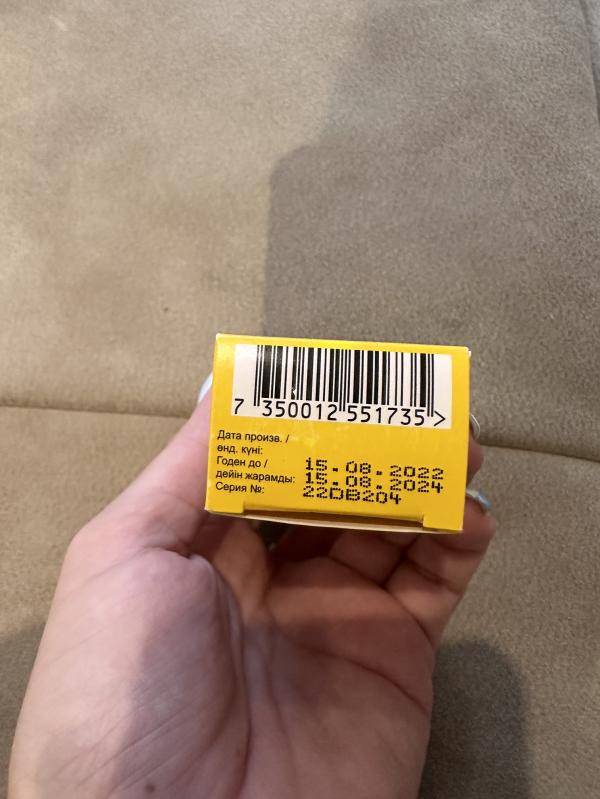 7 350012 551735 >
Дата произв. /
өнд. күні:
Годен до / 15.08.2022
дейін жарамды: 15.08.2024
Серия №: 22DB204